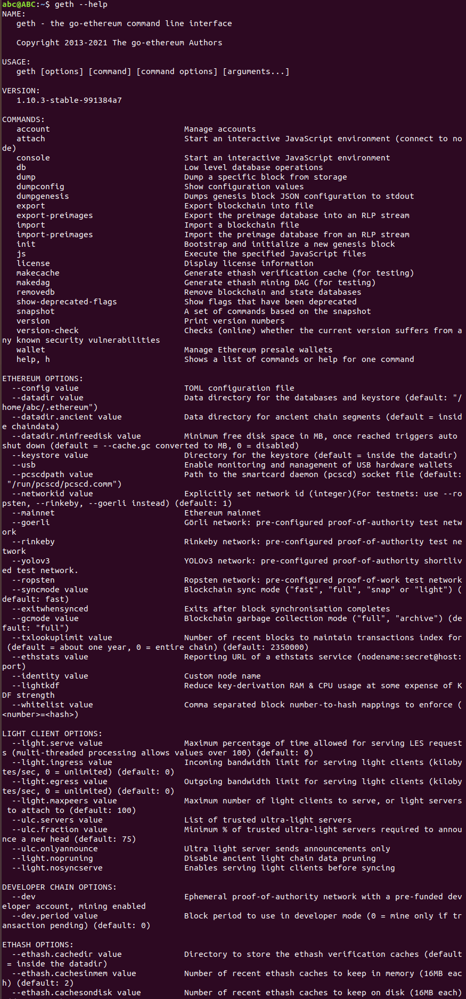 abc@ABC:~$ geth --help
NAME:
   geth - the go-ethereum command line interface

   Copyright 2013-2021 The go-ethereum Authors

USAGE:
   geth [options] [command] [command options] [arguments...]

VERSION:
   1.10.3-stable-991384a7

COMMANDS:
   account                            Manage accounts
   attach                             Start an interactive JavaScript environment (connect to no
de)
   console                            Start an interactive JavaScript environment
   db                                 Low level database operations
   dump                               Dump a specific block from storage
   dumpconfig                         Show configuration values
   dumpgenesis                        Dumps genesis block JSON configuration to stdout
   export                             Export blockchain into file
   export-preimages                   Export the preimage database into an RLP stream
   import                             Import a blockchain file
   import-preimages                   Import the preimage database from an RLP stream
   init                               Bootstrap and initialize a new genesis block
   js                                 Execute the specified JavaScript files
   license                            Display license information
   makecache                          Generate ethash verification cache (for testing)
   makedag                            Generate ethash mining DAG (for testing)
   removedb                           Remove blockchain and state databases
   show-deprecated-flags              Show flags that have been deprecated
   snapshot                           A set of commands based on the snapshot
   version                            Print version numbers
   version-check                      Checks (online) whether the current version suffers from a
ny known security vulnerabilities
   wallet                             Manage Ethereum presale wallets
   help, h                            Shows a list of commands or help for one command

ETHEREUM OPTIONS:
  --config value                      TOML configuration file
  --datadir value                     Data directory for the databases and keystore (default: "/
home/abc/.ethereum")
  --datadir.ancient value             Data directory for ancient chain segments (default = insid
e chaindata)
  --datadir.minfreedisk value         Minimum free disk space in MB, once reached triggers auto
shut down (default = --cache.gc converted to MB, 0 = disabled)
  --keystore value                    Directory for the keystore (default = inside the datadir)
  --usb                               Enable monitoring and management of USB hardware wallets
  --pcscdpath value                   Path to the smartcard daemon (pcscd) socket file (default:
 "/run/pcscd/pcscd.comm")
  --networkid value                   Explicitly set network id (integer)(For testnets: use --ro
psten, --rinkeby, --goerli instead) (default: 1)
  --mainnet                           Ethereum mainnet
  --goerli                            Görli network: pre-configured proof-of-authority test netw
ork
  --rinkeby                           Rinkeby network: pre-configured proof-of-authority test ne
twork
  --yolov3                            YOLOv3 network: pre-configured proof-of-authority shortliv
ed test network.
  --ropsten                           Ropsten network: pre-configured proof-of-work test network
  --syncmode value                    Blockchain sync mode ("fast", "full", "snap" or "light") (
default: fast)
  --exitwhensynced                    Exits after block synchronisation completes
  --gcmode value                      Blockchain garbage collection mode ("full", "archive") (de
fault: "full")
  --txlookuplimit value               Number of recent blocks to maintain transactions index for
 (default = about one year, 0 = entire chain) (default: 2350000)
  --ethstats value                    Reporting URL of a ethstats service (nodename:secret@host:
port)
  --identity value                    Custom node name
  --lightkdf                          Reduce key-derivation RAM & CPU usage at some expense of K
DF strength
  --whitelist value                   Comma separated block number-to-hash mappings to enforce (
<number>=<hash>)

LIGHT CLIENT OPTIONS:
  --light.serve value                 Maximum percentage of time allowed for serving LES request
s (multi-threaded processing allows values over 100) (default: 0)
  --light.ingress value               Incoming bandwidth limit for serving light clients (kiloby
tes/sec, 0 = unlimited) (default: 0)
  --light.egress value                Outgoing bandwidth limit for serving light clients (kiloby
tes/sec, 0 = unlimited) (default: 0)
  --light.maxpeers value              Maximum number of light clients to serve, or light servers
 to attach to (default: 100)
  --ulc.servers value                 List of trusted ultra-light servers
  --ulc.fraction value                Minimum % of trusted ultra-light servers required to annou
nce a new head (default: 75)
  --ulc.onlyannounce                  Ultra light server sends announcements only
  --light.nopruning                   Disable ancient light chain data pruning
  --light.nosyncserve                 Enables serving light clients before syncing

DEVELOPER CHAIN OPTIONS:
  --dev                               Ephemeral proof-of-authority network with a pre-funded dev
eloper account, mining enabled
  --dev.period value                  Block period to use in developer mode (0 = mine only if tr
ansaction pending) (default: 0)

ETHASH OPTIONS:
  --ethash.cachedir value             Directory to store the ethash verification caches (default
 = inside the datadir)
  --ethash.cachesinmem value          Number of recent ethash caches to keep in memory (16MB eac
h) (default: 2)
  --ethash.cachesondisk value         Number of recent ethash caches to keep on disk (16MB each)